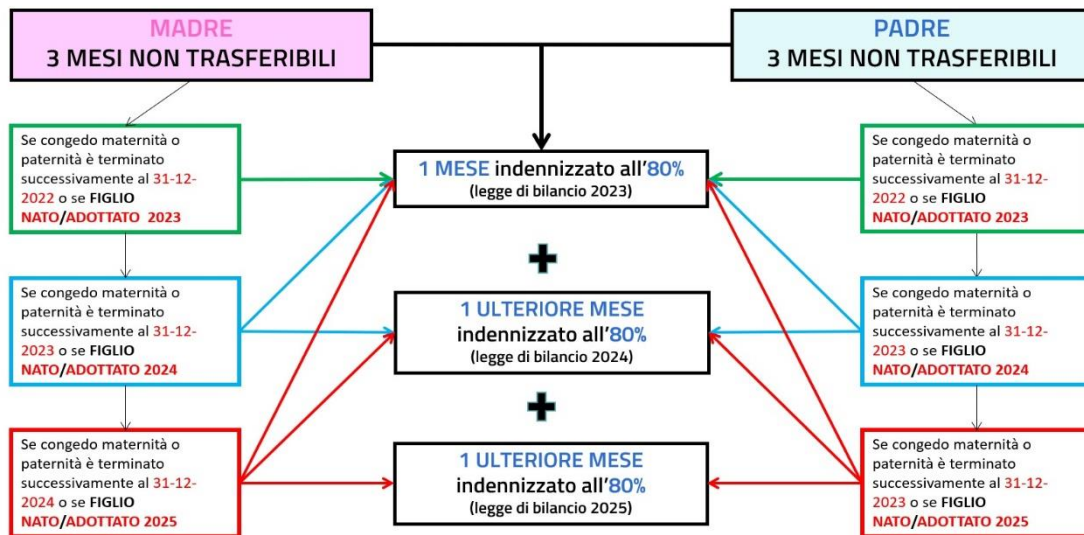 MADRE
3 MESI NON TRASFERIBILI
PADRE
3 MESI NON TRASFERIBILI
Se congedo maternità o
paternità è terminato
successivamente al 31-12-
2022 o se FIGLIO
NATO/ADOTTATO 2023
1 MESE indennizzato all'80%
(legge di bilancio 2023)
Se congedo maternità o
paternità è terminato
successivamente al 31-12-
2022 o se FIGLIO
NATO/ADOTTATO 2023
Se congedo maternità o
paternità è terminato
successivamente al 31-12-
2023 o se FIGLIO
NATO/ADOTTATO 2024
1 ULTERIORE MESE
indennizzato all'80%
(legge di bilancio 2024)
Se congedo maternità o
paternità è terminato
successivamente al 31-12-
2023 o se FIGLIO
NATO/ADOTTATO 2024
Se congedo maternità o
paternità è terminato
successivamente al 31-12-
2024 o se FIGLIO
NATO/ADOTTATO 2025
1 ULTERIORE MESE
indennizzato all'80%
(legge di bilancio 2025)
Se congedo maternità o
paternità è terminato
successivamente al 31-12-
2023 o se FIGLIO
NATO/ADOTTATO 2025